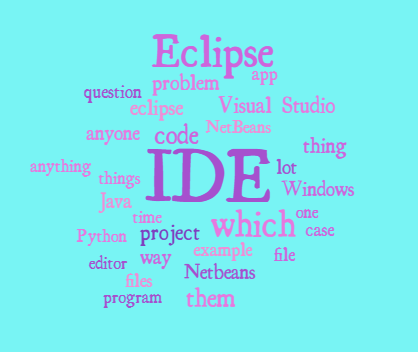 Eclipse
app
problem
question
eclipse
Visual Studio
NetBeans
anyone
code
thing
anything
things
IDE
lot
Windows
Java
time
which
one
case
Python
project
example
file
editor
way
Netbeans
files
program
them